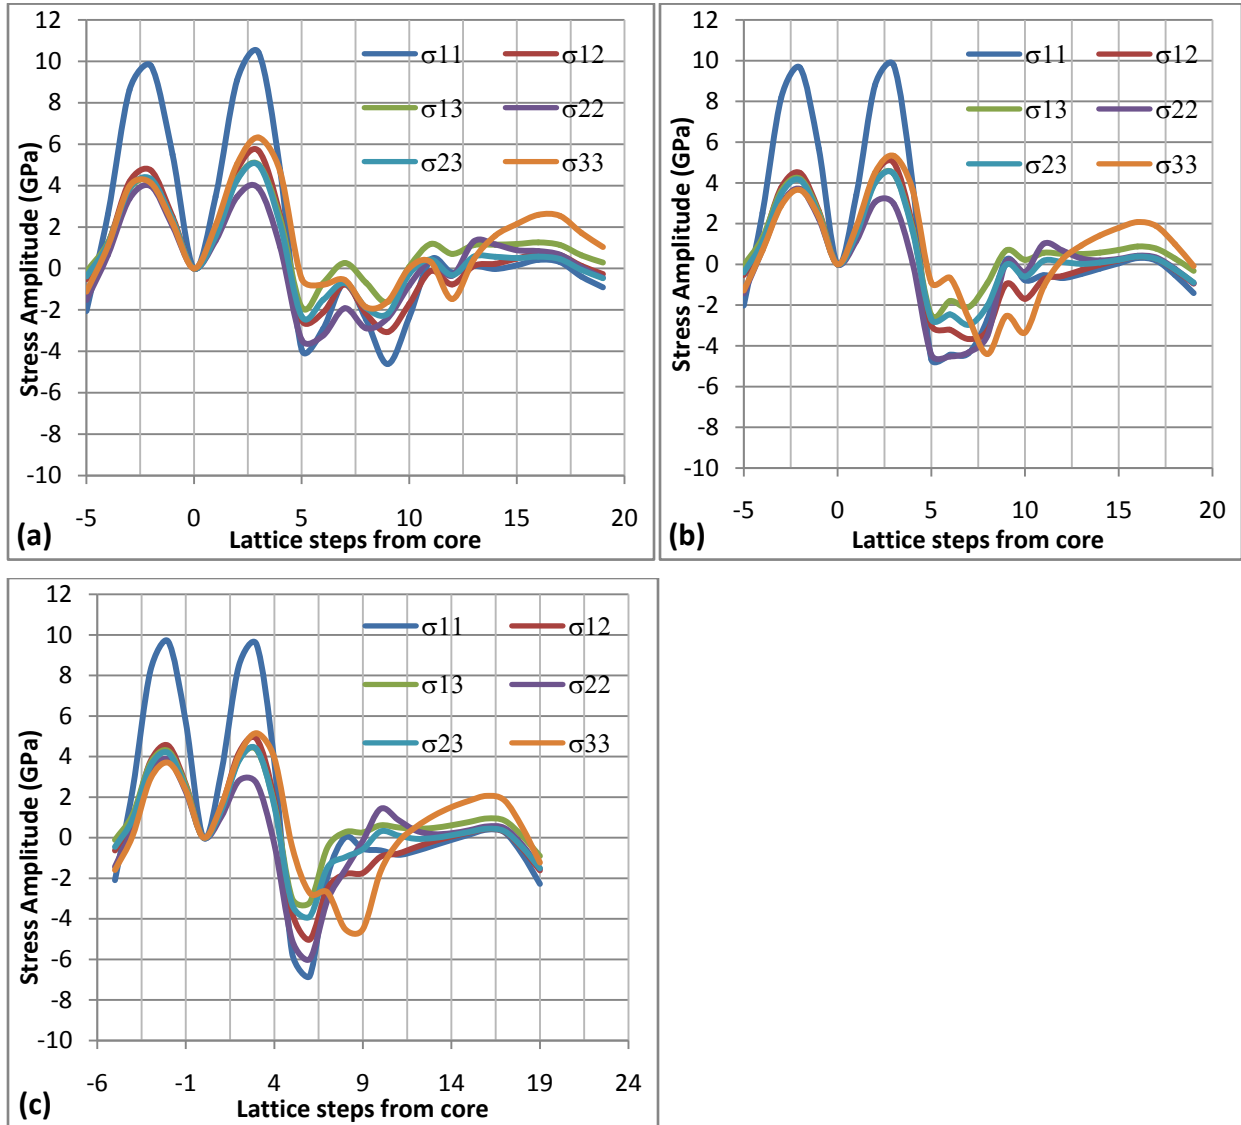 12
10
8
6
4
2
0
-2
-4
-6
-8
-10
Stress Amplitude (GPa)
σ11 σ12
σ13 σ22
σ23 σ33
-5 0 5 10 15 20
Lattice steps from core
(a)
12
10
8
6
4
2
0
-2
-4
-6
-8
-10
Stress Amplitude (GPa)
σ11 σ12
σ13 σ22
σ23 σ33
-5 0 5 10 15 20
Lattice steps from core
(b)
12
10
8
6
4
2
0
-2
-4
-6
-8
-10
Stress Amplitude (GPa)
σ11 σ12
σ13 σ22
σ23 σ33
-6 -1 4 9 14 19 24
Lattice steps from core
(c)